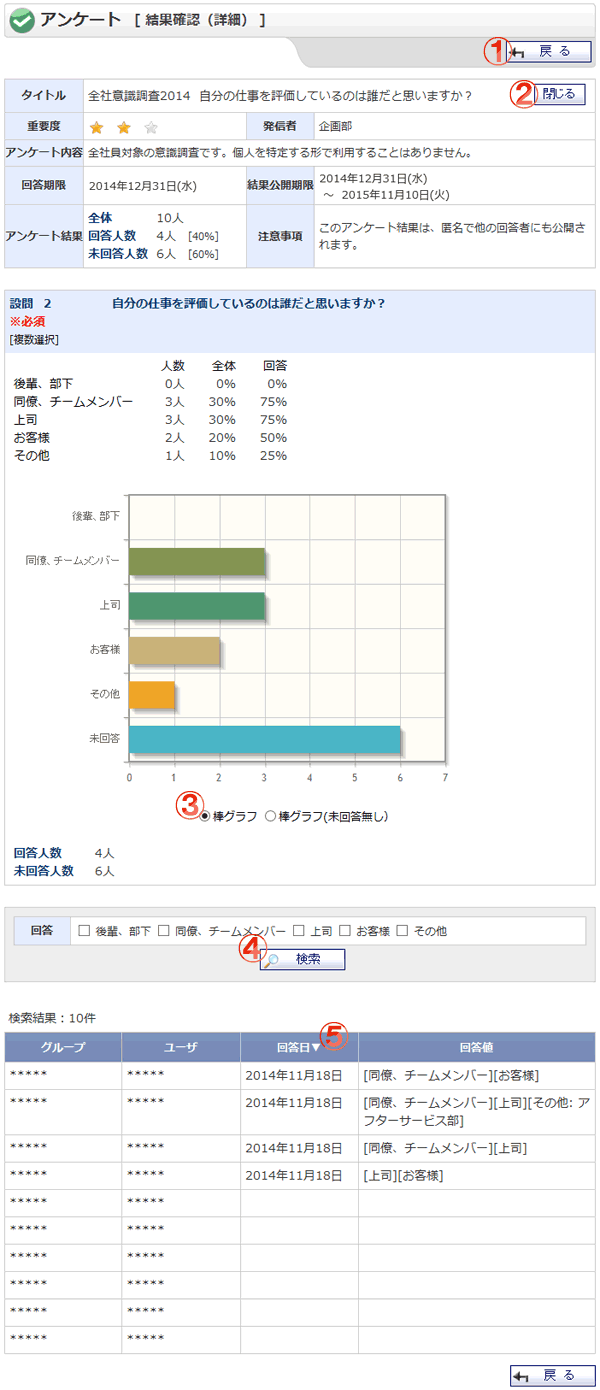 アンケート [ 結果確認（詳細） ]
① 戻る
タイトル 全社意識調査2014 自分の仕事を評価しているのは誰だと思いますか？ ② 閉じる
重要度 発信者 企画部
アンケート内容 全社員対象の意識調査です。個人を特定する形で利用することはありません。
回答期限 2014年12月31日(水) 結果公開期限 2014年12月31日(水)
～ 2015年11月10日(火)
アンケート結果 全体 10人
回答人数 4人 [40%]
未回答人数 6人 [60%]
注意事項 このアンケート結果は、匿名で他の回答者にも公開さ
れます。
設問 2 自分の仕事を評価しているのは誰だと思いますか？
※必須
[複数選択]
人数 全体 回答
後輩、部下 0人 0% 0%
同僚、チームメンバー 3人 30% 75%
上司 3人 30% 75%
お客様 2人 20% 50%
その他 1人 10% 25%
後輩、部下
同僚、チームメンバー
上司
お客様
その他
未回答
0 1 2 3 4 5 6 7
③ 棒グラフ 棒グラフ(未回答無し)
回答人数 4人
未回答人数 6人
回答 後輩、部下 同僚、チームメンバー 上司 お客様 その他
④ 検索
検索結果：10件
グループ ユーザ 回答日▼ ⑤ 回答値
***** ***** 2014年11月18日 [同僚、チームメンバー][お客様]
***** ***** 2014年11月18日 [同僚、チームメンバー][上司][その他: ア
フターサービス部]
***** ***** 2014年11月18日 [同僚、チームメンバー][上司]
***** ***** 2014年11月18日 [上司][お客様]
***** *****
***** *****
***** *****
***** *****
***** *****
***** *****
戻る